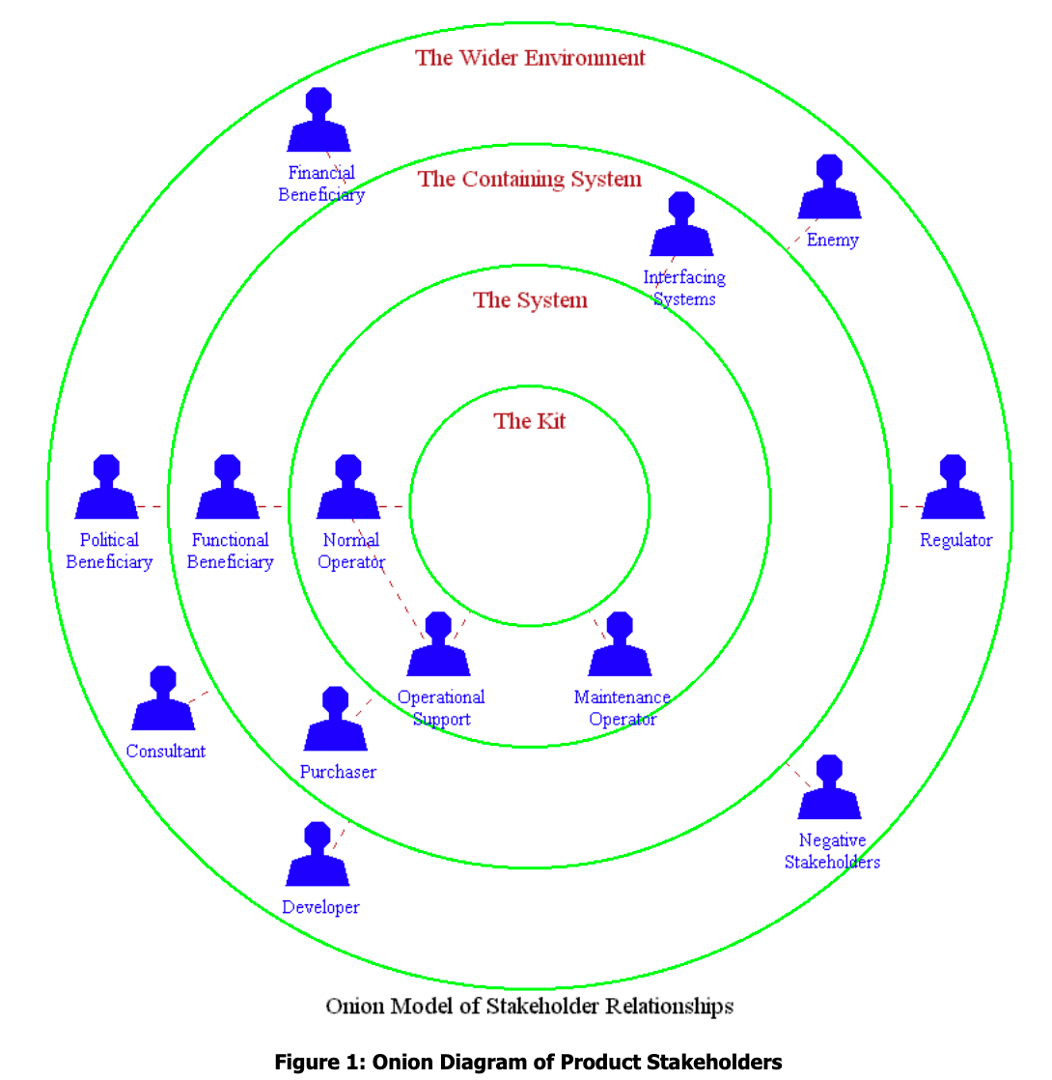 The Wider Environment
Financial
Beneficiary
The Containing System
Enemy
Interfacing
Systems
The System
The Kit
Political
Beneficiary
Functional
Beneficiary
Normal
Operator
Regulator
Operational
Support
Maintenance
Operator
Consultant
Purchaser
Negative
Stakeholders
Developer
Onion Model of Stakeholder Relationships
Figure 1: Onion Diagram of Product Stakeholders